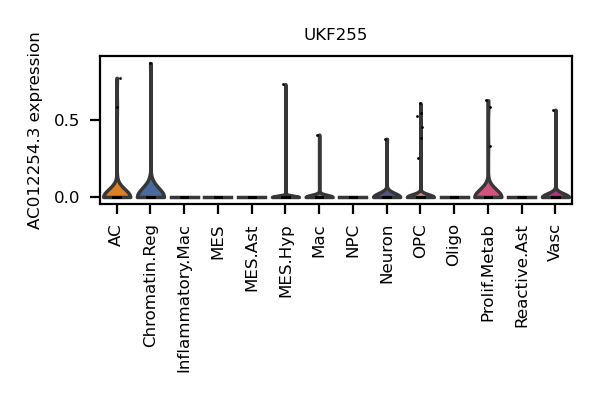 UKF255
AC012254.3 expression
0.5
0.0
AC
Chromatin.Reg
Inflammatory.Mac
MES
MES.Ast
MES.Hyp
Mac
NPC
Neuron
OPC
Oligo
Prolif.Metab
Reactive.Ast
Vasc